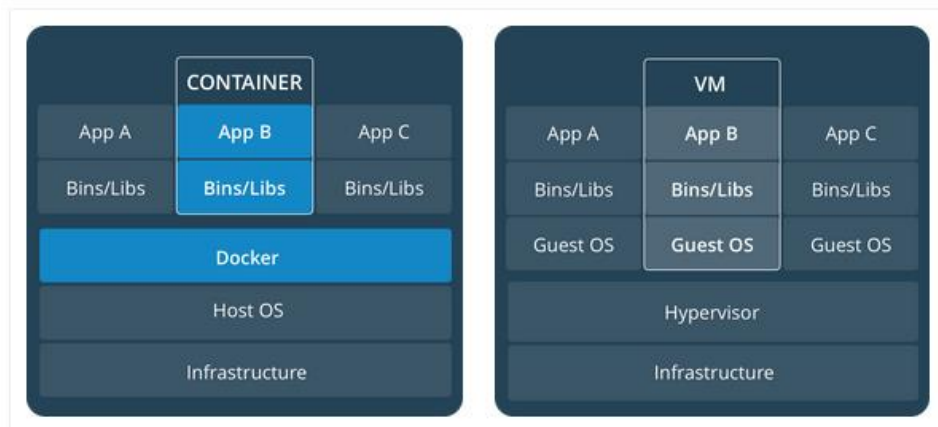 CONTAINER
App A App B App C
Bins/Libs Bins/Libs Bins/Libs
Docker
Host OS
Infrastructure
VM
App A App B App C
Bins/Libs Bins/Libs Bins/Libs
Guest OS Guest OS Guest OS
Hypervisor
Infrastructure